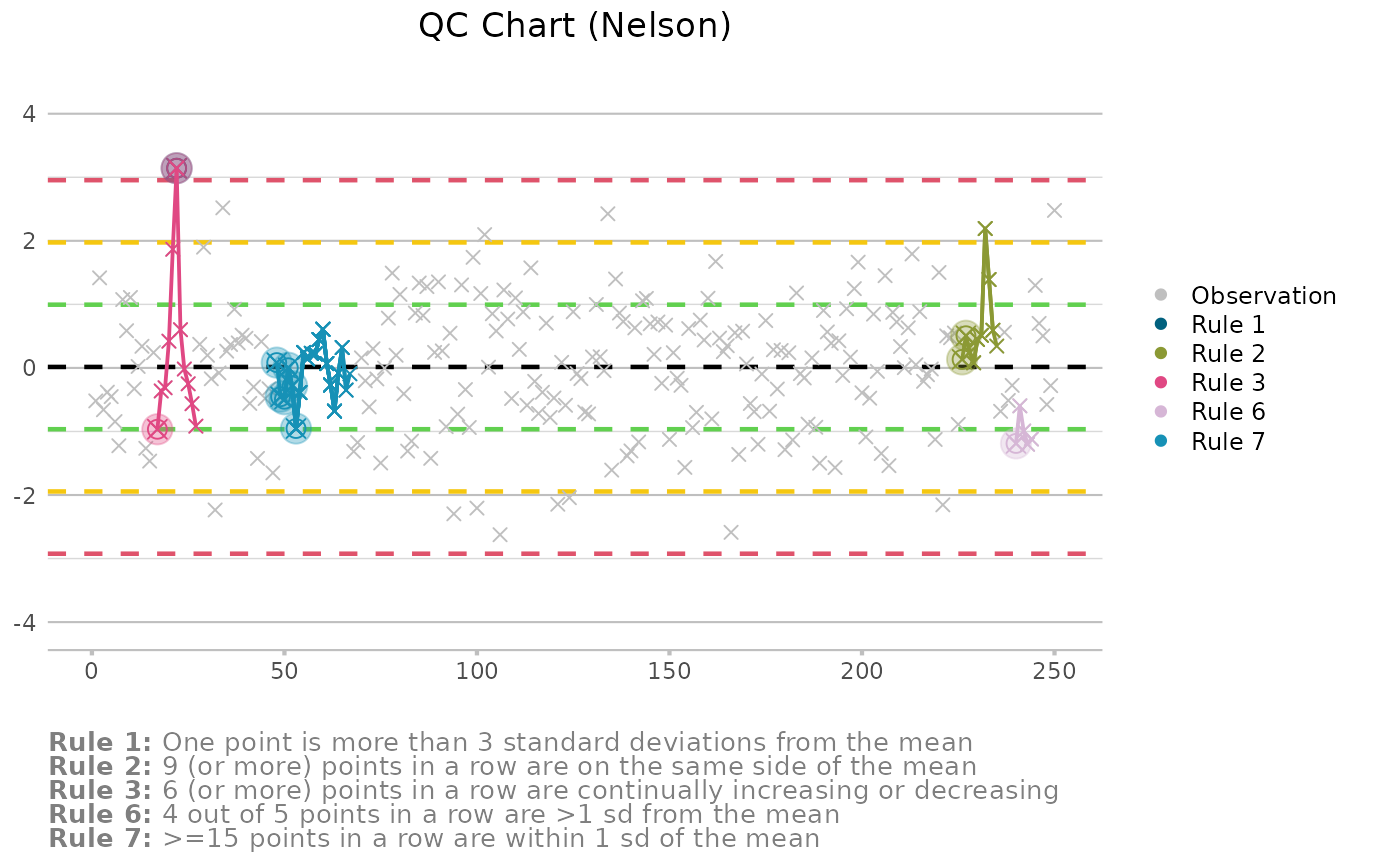 QC Chart (Nelson)
4
2
0
-2
-4
0 50 100 150 200 250
Observation
Rule 1
Rule 2
Rule 3
Rule 6
Rule 7
Rule 1: One point is more than 3 standard deviations from the mean
Rule 2: 9 (or more) points in a row are on the same side of the mean
Rule 3: 6 (or more) points in a row are continually increasing or decreasing
Rule 6: 4 out of 5 points in a row are >1 sd from the mean
Rule 7: >=15 points in a row are within 1 sd of the mean